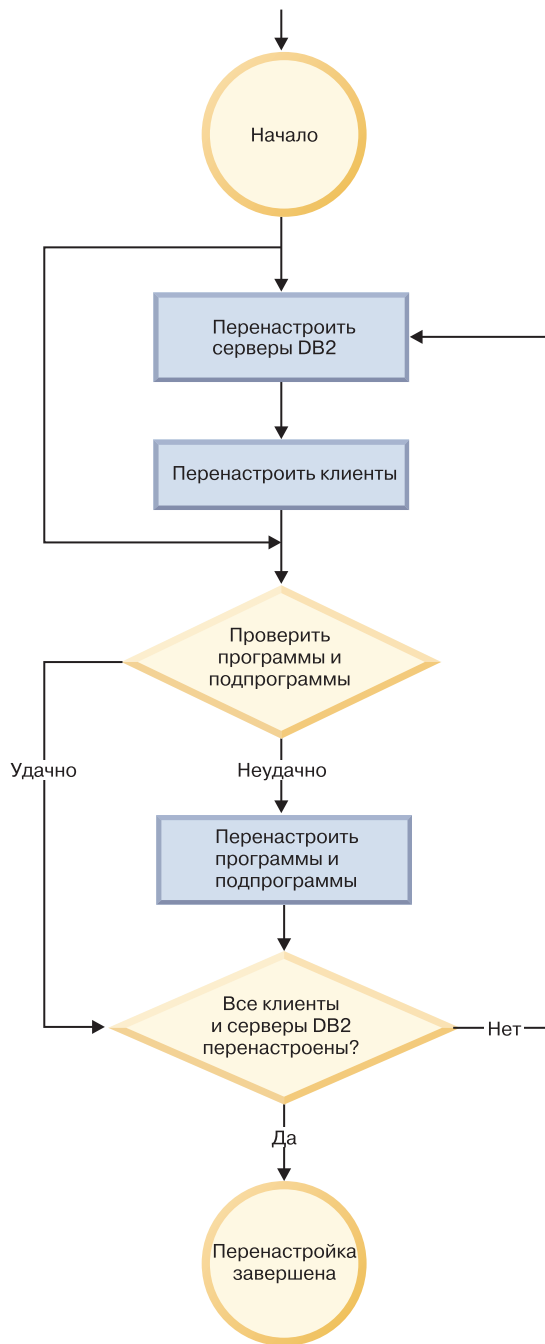 Начало
Перенастроить
серверы DB2
Перенастроить клиенты
Проверить
программы и
подпрограммы
Удачно
Неудачно
Перенастроить
программы и
подпрограммы
Все клиенты
и серверы DB2
перенастроены?
Нет
Да
Перенастройка
завершена